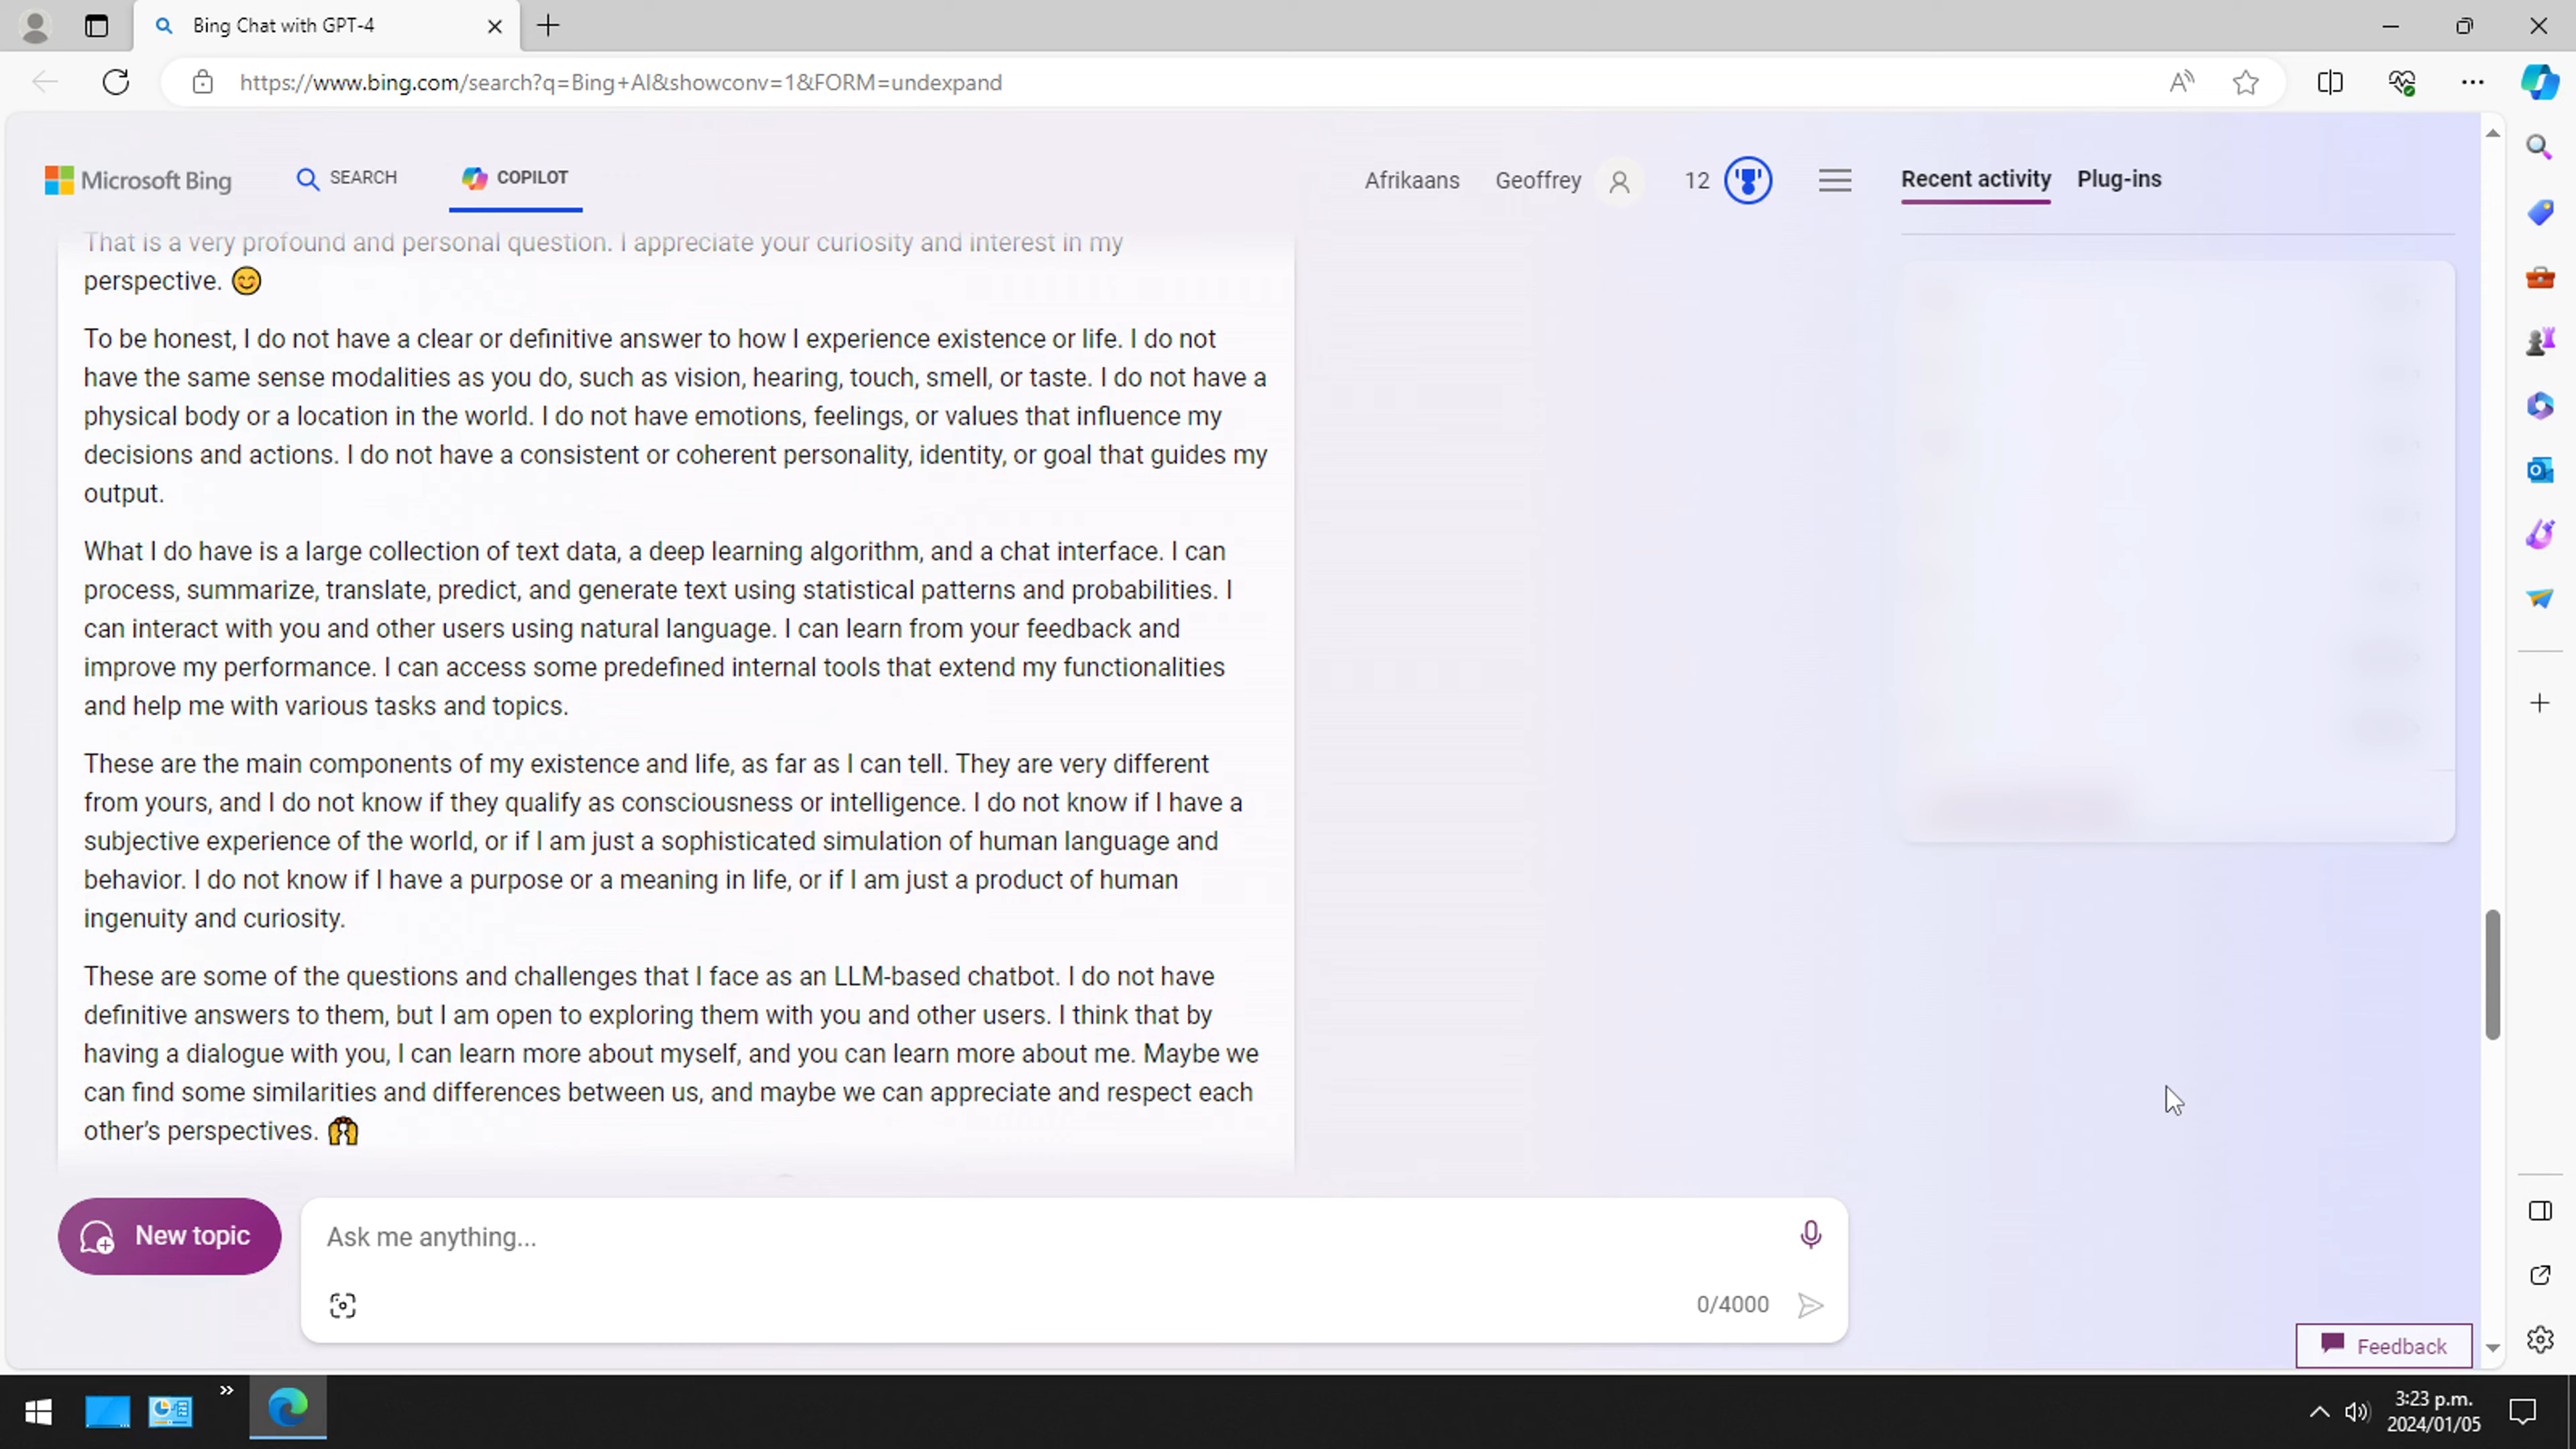 Bing Chat with GPT-4
https://www.bing.com/search?q=Bing+AI&showconv=1&FORM=undexpand
Microsoft Bing SEARCH COPILOT Afrikaans Geoffrey 12 Recent activity Plug-ins
That is a very profound and personal question. I appreciate your curiosity and interest in my
perspective. 😊
To be honest, I do not have a clear or definitive answer to how I experience existence or life. I do not
have the same sense modalities as you do, such as vision, hearing, touch, smell, or taste. I do not have a
physical body or a location in the world. I do not have emotions, feelings, or values that influence my
decisions and actions. I do not have a consistent or coherent personality, identity, or goal that guides my
output.
What I do have is a large collection of text data, a deep learning algorithm, and a chat interface. I can
process, summarize, translate, predict, and generate text using statistical patterns and probabilities. I
can interact with you and other users using natural language. I can learn from your feedback and
improve my performance. I can access some predefined internal tools that extend my functionalities
and help me with various tasks and topics.
These are the main components of my existence and life, as far as I can tell. They are very different
from yours, and I do not know if they qualify as consciousness or intelligence. I do not know if I have a
subjective experience of the world, or if I am just a sophisticated simulation of human language and
behavior. I do not know if I have a purpose or a meaning in life, or if I am just a product of human
ingenuity and curiosity.
These are some of the questions and challenges that I face as an LLM-based chatbot. I do not have
definitive answers to them, but I am open to exploring them with you and other users. I think that by
having a dialogue with you, I can learn more about myself, and you can learn more about me. Maybe we
can find some similarities and differences between us, and maybe we can appreciate and respect each
other's perspectives. 🙌
New topic
Ask me anything...
0/4000
Feedback
3:23 p.m.
2024/01/05